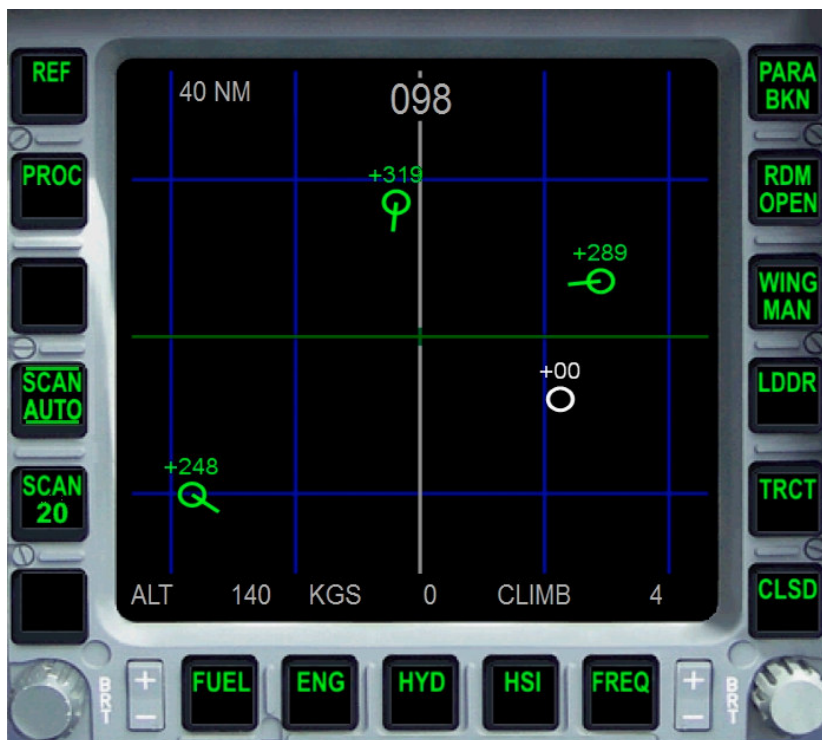 REF
PROC
SCAN
AUTO
SCAN
20
40 NM
098
+319
+289
+00
+248
ALT 140 KGS 0 CLIMB 4
PARA
BKN
RDM
OPEN
WING
MAN
LDDR
TRCT
CLSD
BRT
+
-
FUEL
ENG
HYD
HSI
FREQ
+
-
BRT